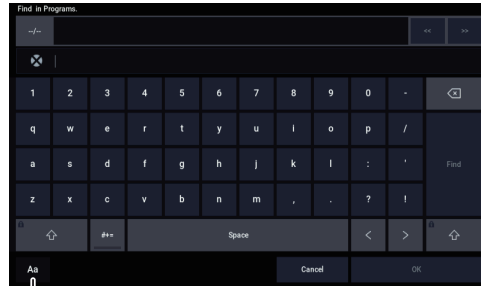 Find in Programs.
--/-- << >>
1 2 3 4 5 6 7 8 9 0 -
q w e r t y u i o p /
a s d f g h j k l : ' Find
z x c v b n m , . ? !
#+= Space < >
Aa Cancel OK